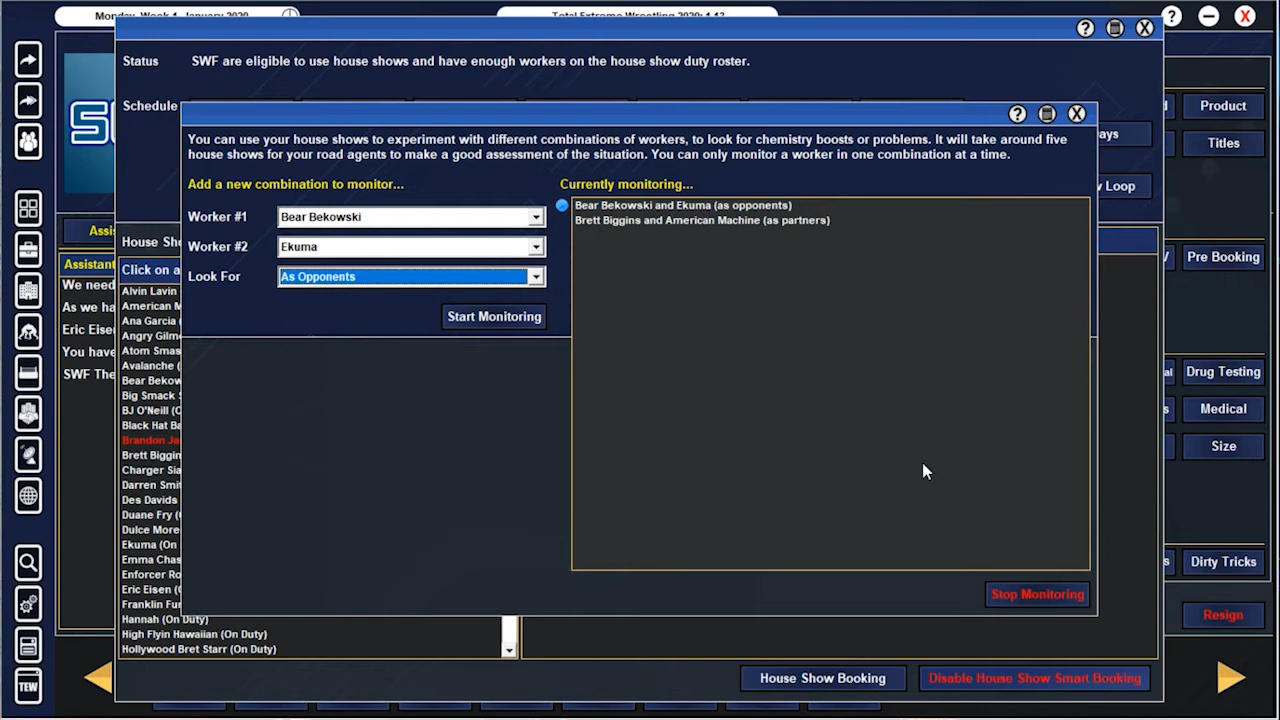 Monday, Week 1, January 2020
Total Extreme Wrestling 2020: 1.12
Status
SWF are eligible to use house shows and have enough workers on the house show duty roster.
Schedule
You can use your house shows to experiment with different combinations of workers, to look for chemistry boosts or problems. It will take around five
house shows for your road agents to make a good assessment of the situation. You can only monitor a worker in one combination at a time.
Add a new combination to monitor...
Worker #1
Bear Bekowski
Worker #2
Ekuma
Look For
As Opponents
Start Monitoring
Currently monitoring...
Bear Bekowski and Ekuma (as opponents)
Brett Biggins and American Machine (as partners)
Stop Monitoring
Product
Titles
Pre Booking
Drug Testing
Medical
Size
Dirty Tricks
Resign
We need
As we ha
Eric Eise
You have
SWF The
House Sho
Click on a
Alvin Lavin
American M
Ana Garcia (
Angry Gilmo
Atom Smas
Avalanche (
Bear Bekow
Big Smack S
BJ O'Neill (O
Black Hat Ba
Brandon Ja
Brett Biggin
Charger Sia
Darren Smit
Des Davids
Duane Fry (
Dulce More
Ekuma (On
Emma Chas
Enforcer Ro
Eric Eisen (
Franklin Fun
Hannah (On Duty)
High Flyin Hawaiian (On Duty)
Hollywood Bret Starr (On Duty)
House Show Booking
Disable House Show Smart Booking
TEW